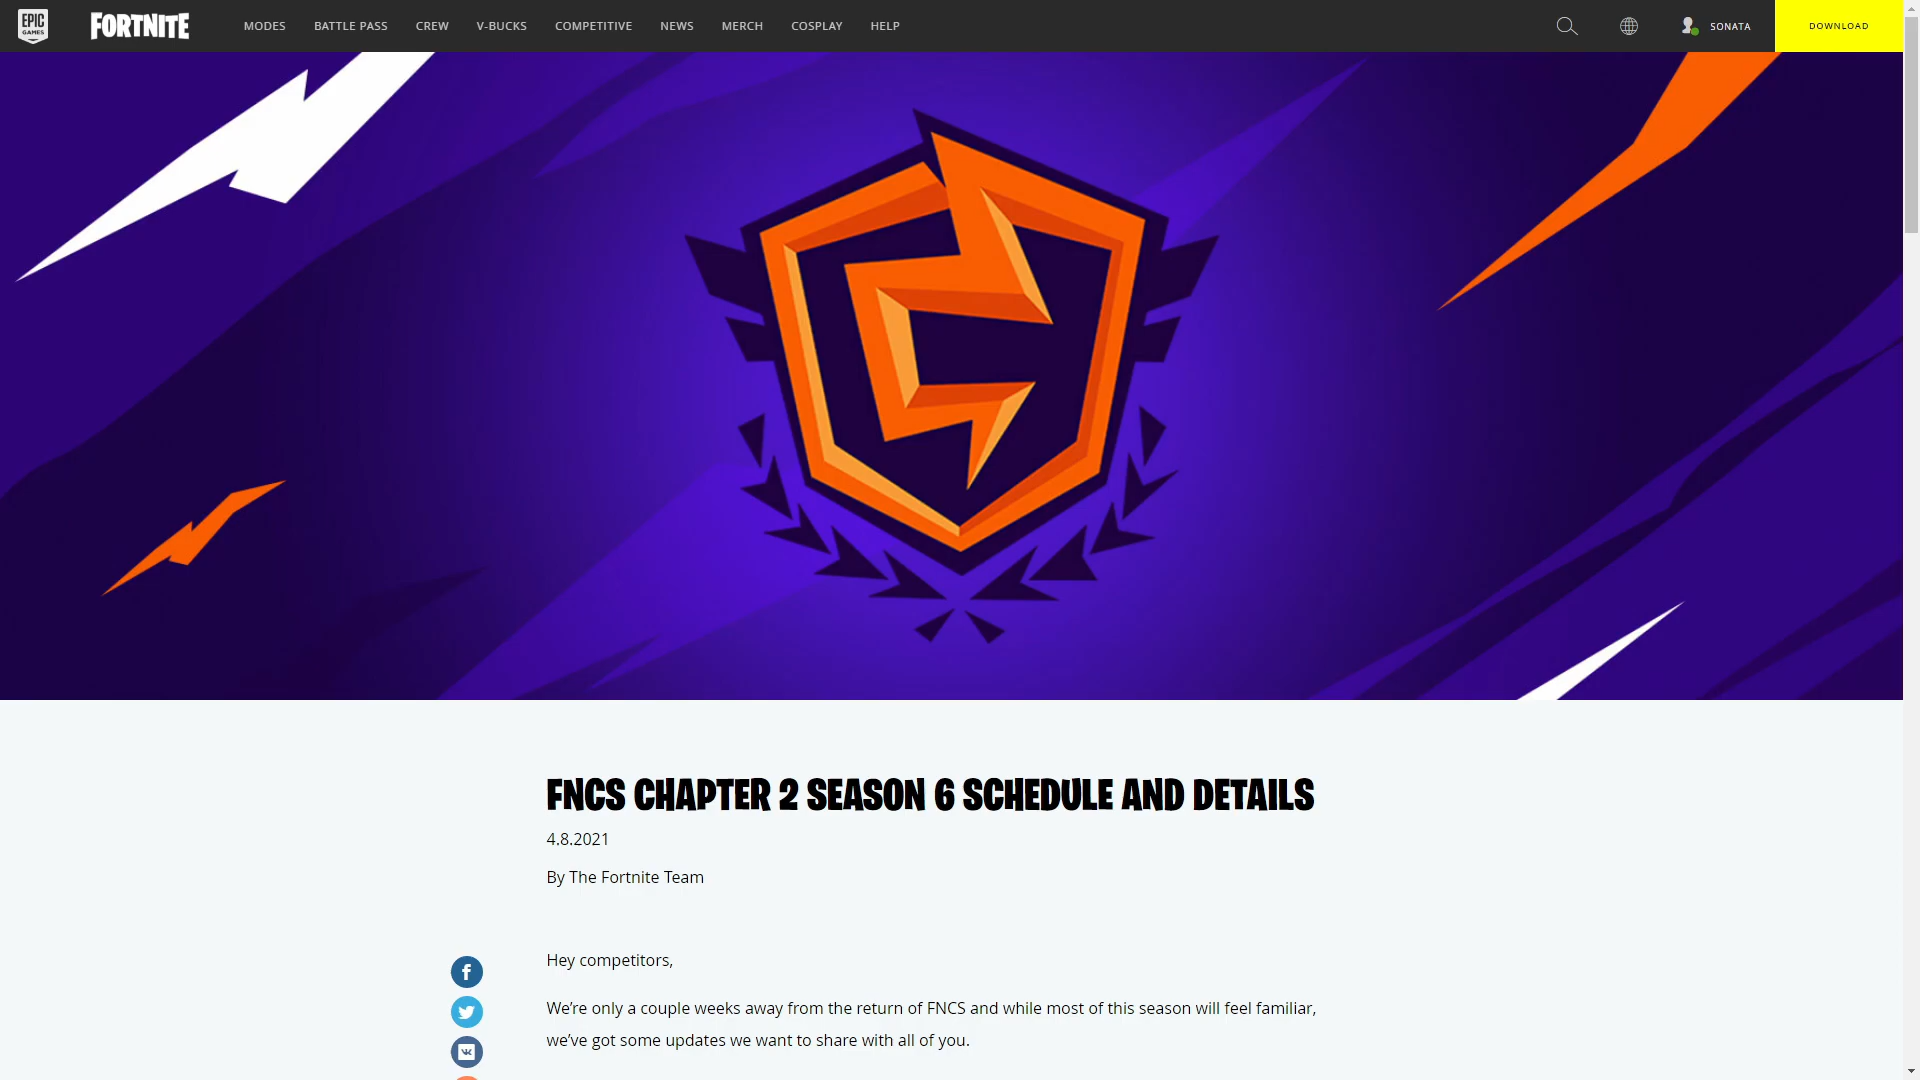 EPIC
GAMES
FORTNITE
MODES
BATTLE PASS
CREW
V-BUCKS
COMPETITIVE
NEWS
MERCH
COSPLAY
HELP
SONATA
DOWNLOAD
FNCS CHAPTER 2 SEASON 6 SCHEDULE AND DETAILS
4.8.2021
By The Fortnite Team
Hey competitors,
We’re only a couple weeks away from the return of FNCS and while most of this season will feel familiar,
we’ve got some updates we want to share with all of you.